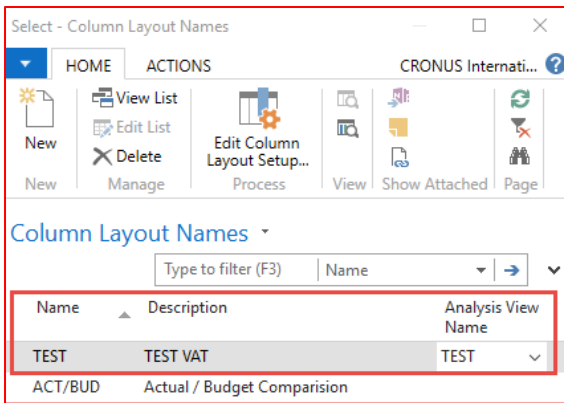 Select - Column Layout Names
HOME ACTIONS CRONUS Internati... ?
New
View List
Edit List
Delete
Edit Column
Layout Setup...
New Manage Process View Show Attached Page
Column Layout Names
Type to filter (F3) Name
Name Description Analysis View
Name
TEST TEST VAT TEST
ACT/BUD Actual / Budget Comparision